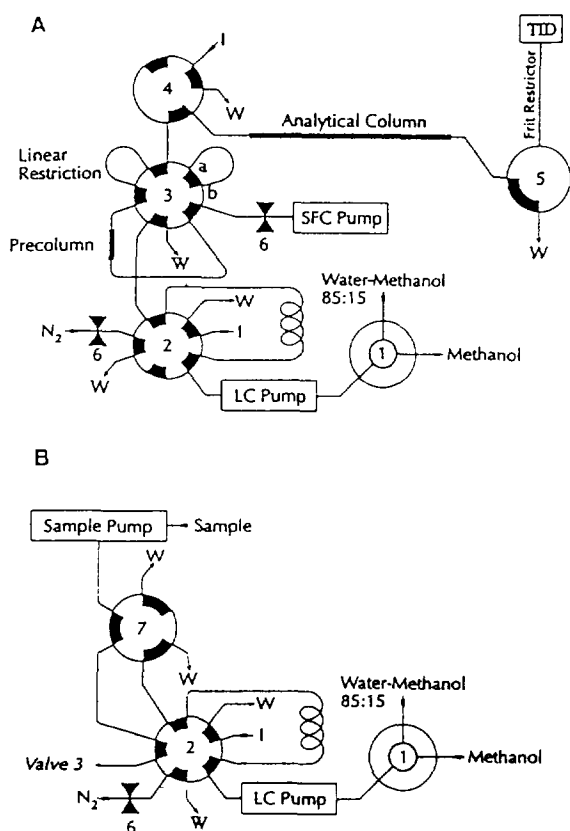 A
I
TID
4
W
Frit Restrictor
Analytical Column
Linear
Restriction
a
3
b
5
SFC Pump
6
W
Precolumn
W
Water-Methanol
85:15
W
N2
2
I
6
1
Methanol
W
LC Pump
B
Sample Pump
Sample
W
7
W
Water-Methanol
85:15
W
2
I
Valve 3
1
Methanol
N2
LC Pump
6
W